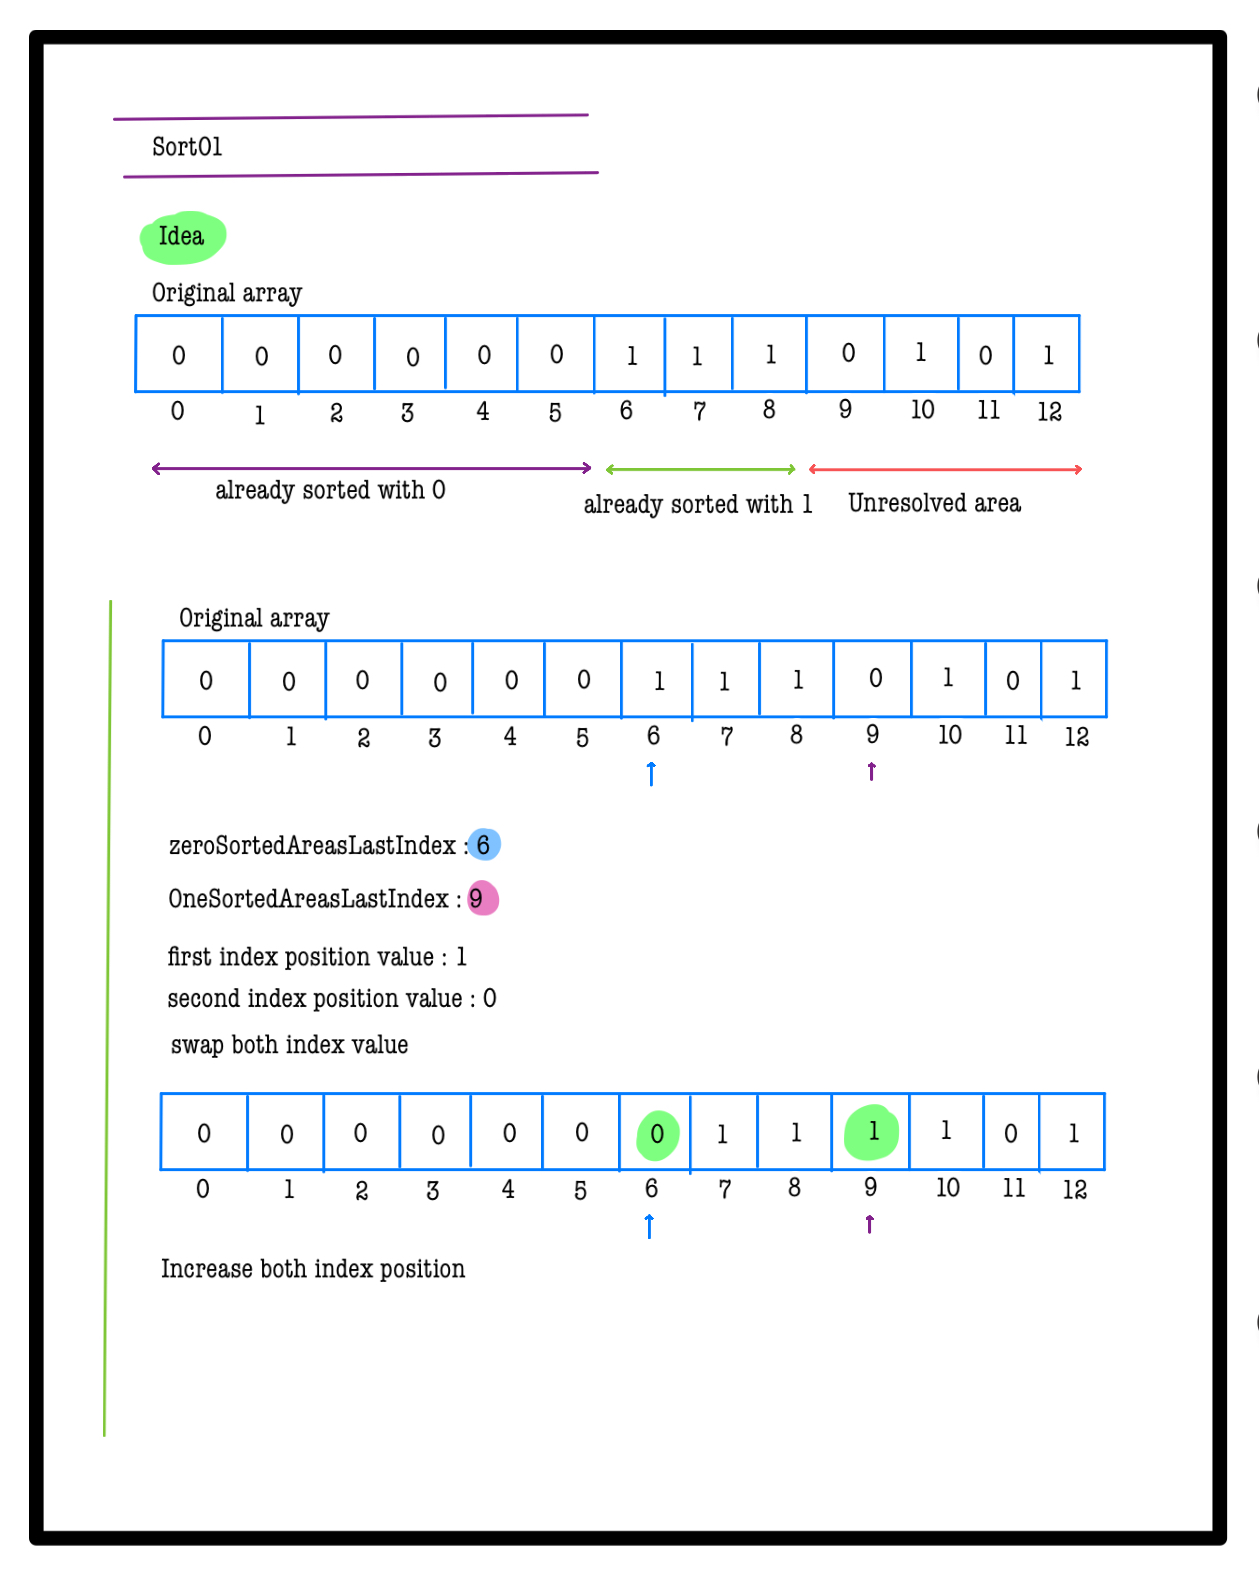 Sort01
Idea
Original array
0 0 0 0 0 0 1 1 1 0 1 0 1
0 1 2 3 4 5 6 7 8 9 10 11 12
already sorted with 0
already sorted with 1
Unresolved area
Original array
0 0 0 0 0 0 1 1 1 0 1 0 1
0 1 2 3 4 5 6 7 8 9 10 11 12
zeroSortedAreasLastIndex : 6
OneSortedAreasLastIndex : 9
first index position value : 1
second index position value : 0
swap both index value
0 0 0 0 0 0 0 1 1 1 1 0 1
0 1 2 3 4 5 6 7 8 9 10 11 12
Increase both index position